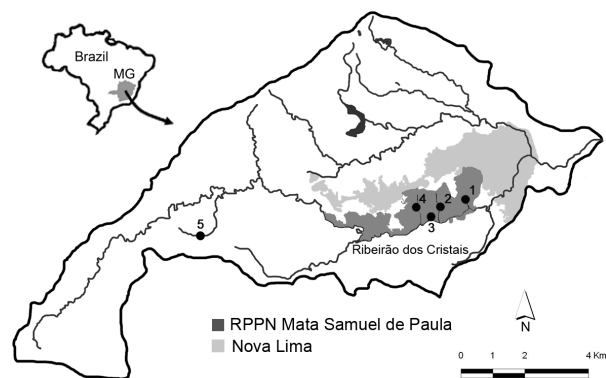 Brazil
MG
1
2
4
3
5
Ribeirão dos Cristais
RPPN Mata Samuel de Paula
Nova Lima
N
0 1 2 4 Km